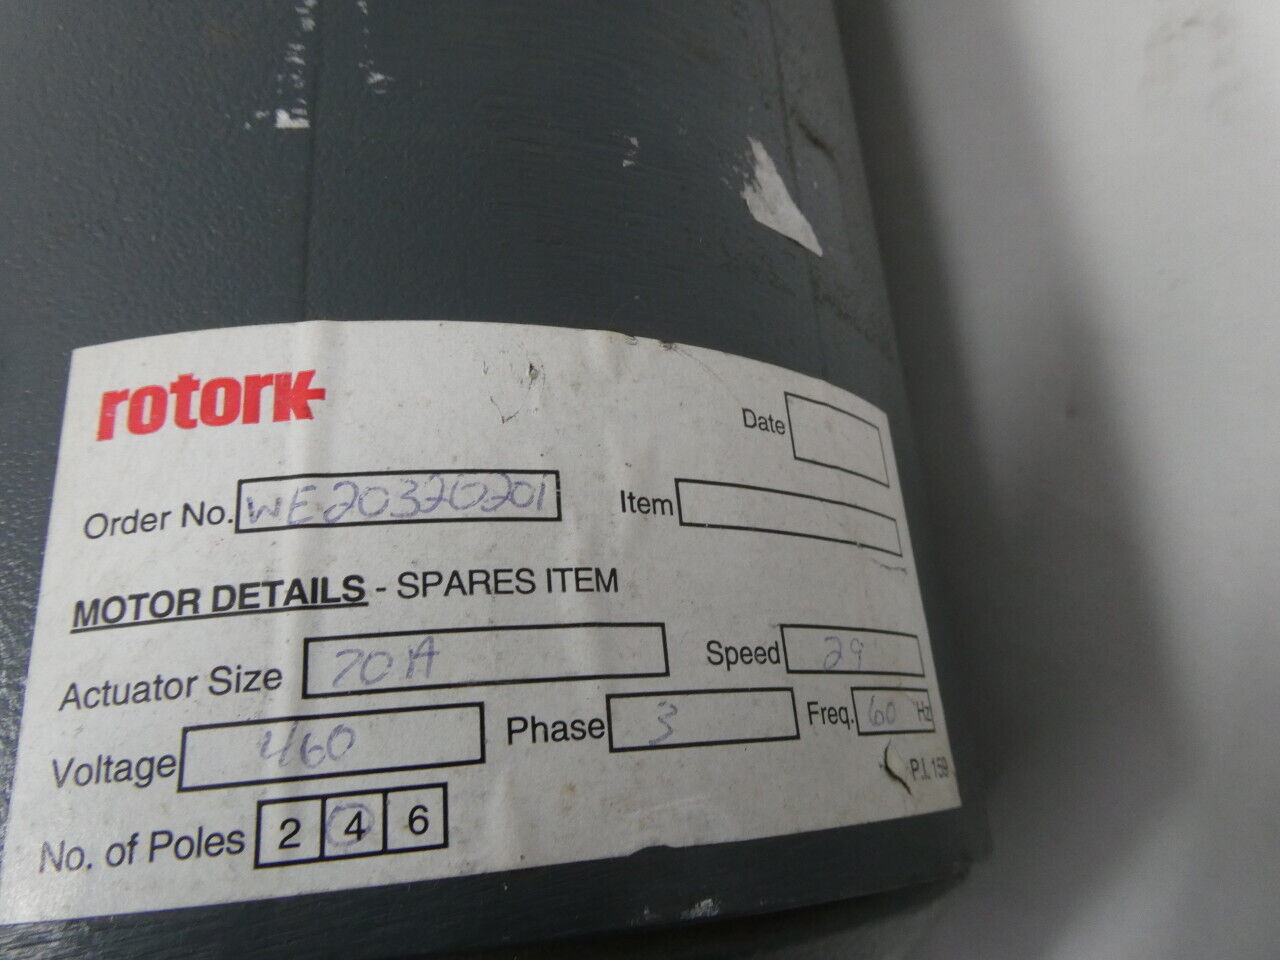 rotork
Date
Order No. WE20320201 Item
MOTOR DETAILS - SPARES ITEM
Actuator Size 70A Speed 29
Voltage 460 Phase 3 Freq. 60 Hz
No. of Poles 2 4 6 P.I. 159